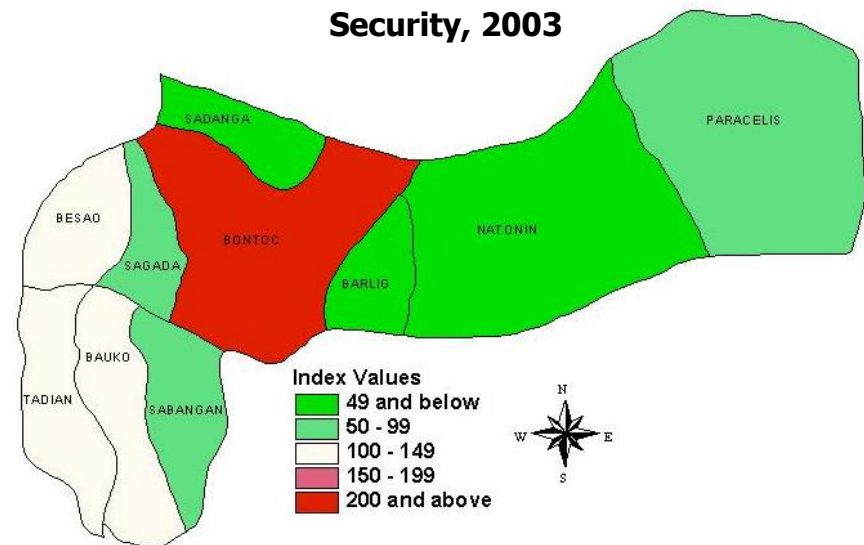 Security, 2003
SADANGA
PARACELIS
BESAO
BONTOC
NATONIN
SAGADA
BARLIG
BAUKO
TADIAN
SABANGAN
Index Values
49 and below
50 - 99
100 - 149
150 - 199
200 and above
N
W E
S